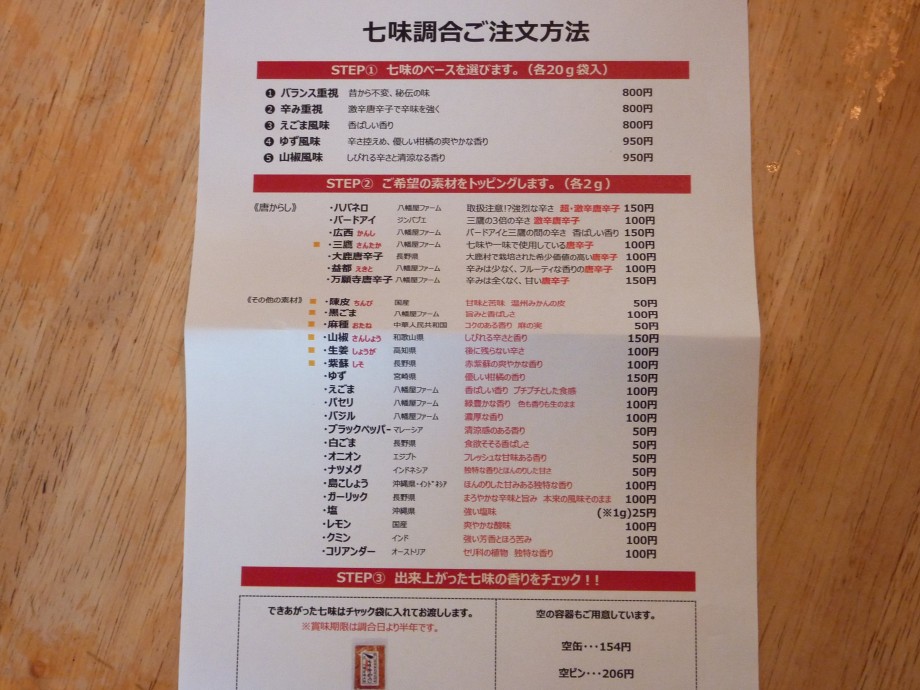 七味調合ご注文方法
STEP① 七味のベースを選びます。（各20ｇ袋入）
❶ バランス重視 昔から不変、秘伝の味 800円
❷ 辛み重視 激辛唐辛子で辛味を強く 800円
❸ えごま風味 香ばしい香り 800円
❹ ゆず風味 辛さ控えめ、優しい柑橘の爽やかな香り 950円
❺ 山椒風味 しびれる辛さと清涼なる香り 950円
STEP② ご希望の素材をトッピングします。（各2ｇ）
《唐からし》 ・ハバネロ 八幡屋ファーム 取扱注意!?強烈な辛さ 超・激辛唐辛子 150円
・バードアイ ジンバブエ 三鷹の3倍の辛さ 激辛唐辛子 100円
・広西 かんし 八幡屋ファーム バードアイと三鷹の間の辛さ 香ばしい香り 150円
・三鷹 さんたか 八幡屋ファーム 七味や一味で使用している唐辛子 100円
・大鹿唐辛子 長野県 大鹿村で栽培された希少価値の高い唐辛子 100円
・益都 えきと 八幡屋ファーム 辛みは少なく、フルーティな香りの唐辛子 100円
・万願寺唐辛子 八幡屋ファーム 辛みは全くなく、甘い唐辛子 150円
《その他の素材》 ・陳皮 ちんぴ 国産 甘味と苦味 温州みかんの皮 50円
・黒ごま 八幡屋ファーム 旨みと香ばしさ 100円
・麻種 おたね 中華人民共和国 コクのある香り 麻の実 50円
・山椒 さんしょう 和歌山県 しびれる辛さと香り 150円
・生姜 しょうが 高知県 後に残らない辛さ 100円
・紫蘇 しそ 長野県 赤紫蘇の爽やかな香り 100円
・ゆず 宮崎県 優しい柑橘の香り 150円
・えごま 八幡屋ファーム 香ばしい香り プチプチとした食感 100円
・パセリ 八幡屋ファーム 緑豊かな香り 色も香りも生のまま 100円
・バジル 八幡屋ファーム 濃厚な香り 100円
・ブラックペッパー マレーシア 清涼感のある香り 50円
・白ごま 長野県 食欲そそる香ばしさ 50円
・オニオン エジプト フレッシュな甘味ある香り 50円
・ナツメグ インドネシア 独特な香りとほんのりした甘さ 50円
・島こしょう 沖縄県・ｲﾝﾄﾞﾈｼｱ ほんのりした甘みある独特な香り 100円
・ガーリック 長野県 まろやかな辛味と旨み 本来の風味そのまま 100円
・塩 沖縄県 強い塩味 (※1g)25円
・レモン 国産 爽やかな酸味 100円
・クミン インド 強い芳香とほろ苦み 100円
・コリアンダー オーストリア セリ科の植物 独特な香り 100円
STEP③ 出来上がった七味の香りをチェック！！
できあがった七味はチャック袋に入れてお渡しします。
※賞味期限は調合日より半年です。
空の容器もご用意しています。
空缶･･･154円
空ビン･･･206円